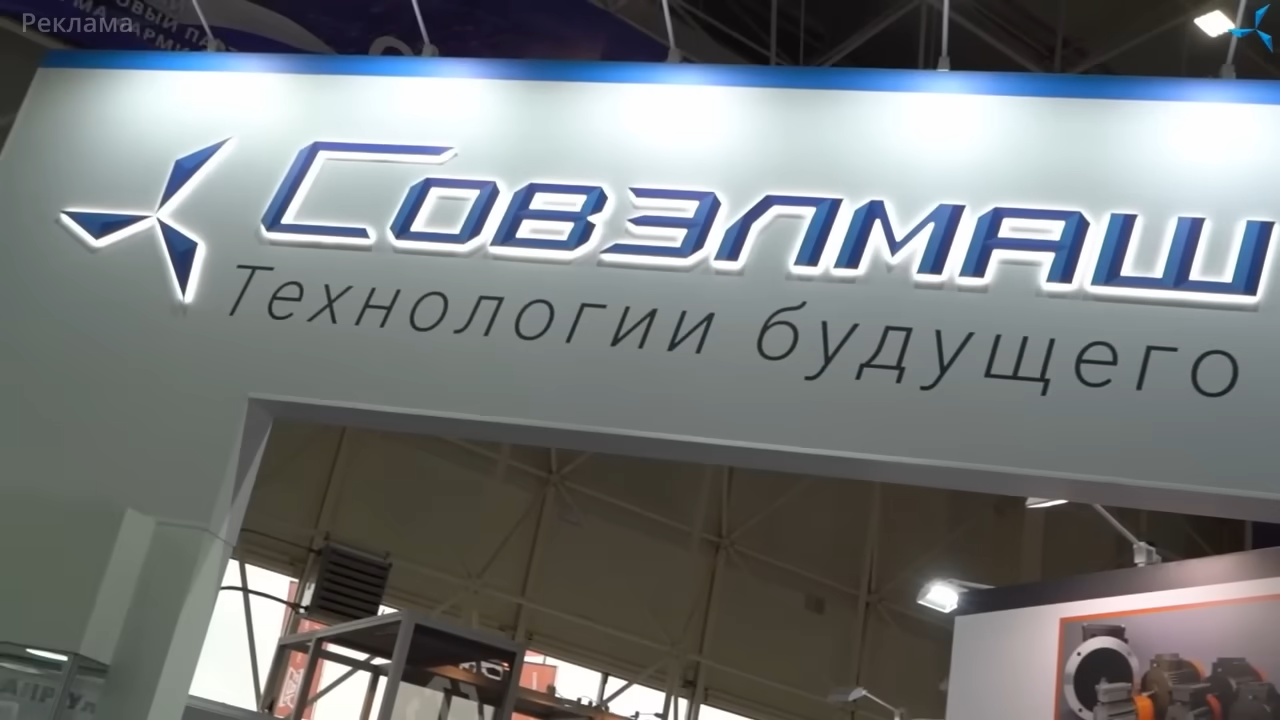 Реклама
Совэлмаш
Технологии будущего